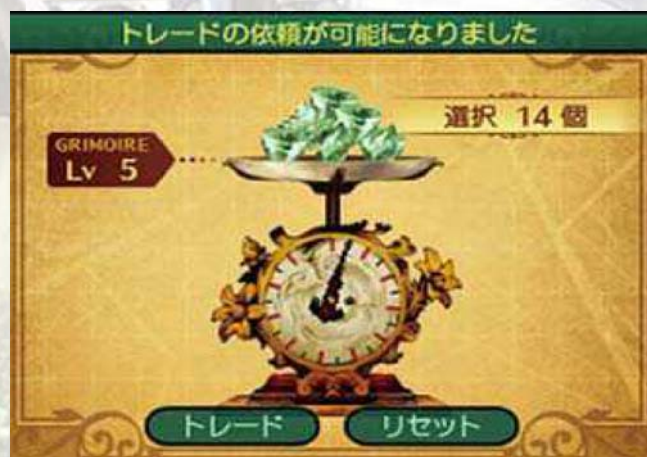 トレードの依頼が可能になりました
選択 14 個
GRIMOIRE
Lv 5
トレード
リセット